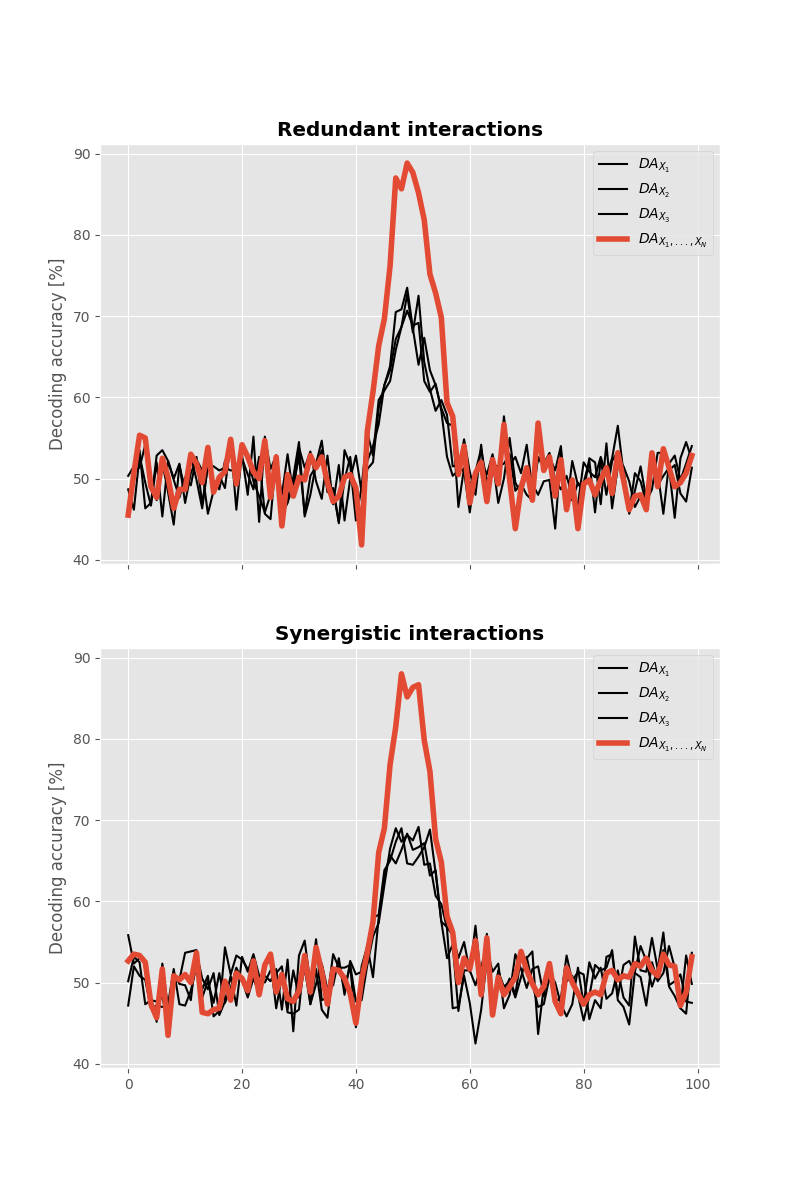 Redundant interactions
90
80
70
60
50
40
Decoding accuracy [%]
DA_{X_1}
DA_{X_2}
DA_{X_3}
DA_{X_1,...,X_N}
Synergistic interactions
90
80
70
60
50
40
Decoding accuracy [%]
DA_{X_1}
DA_{X_2}
DA_{X_3}
DA_{X_1,...,X_N}
0 20 40 60 80 100